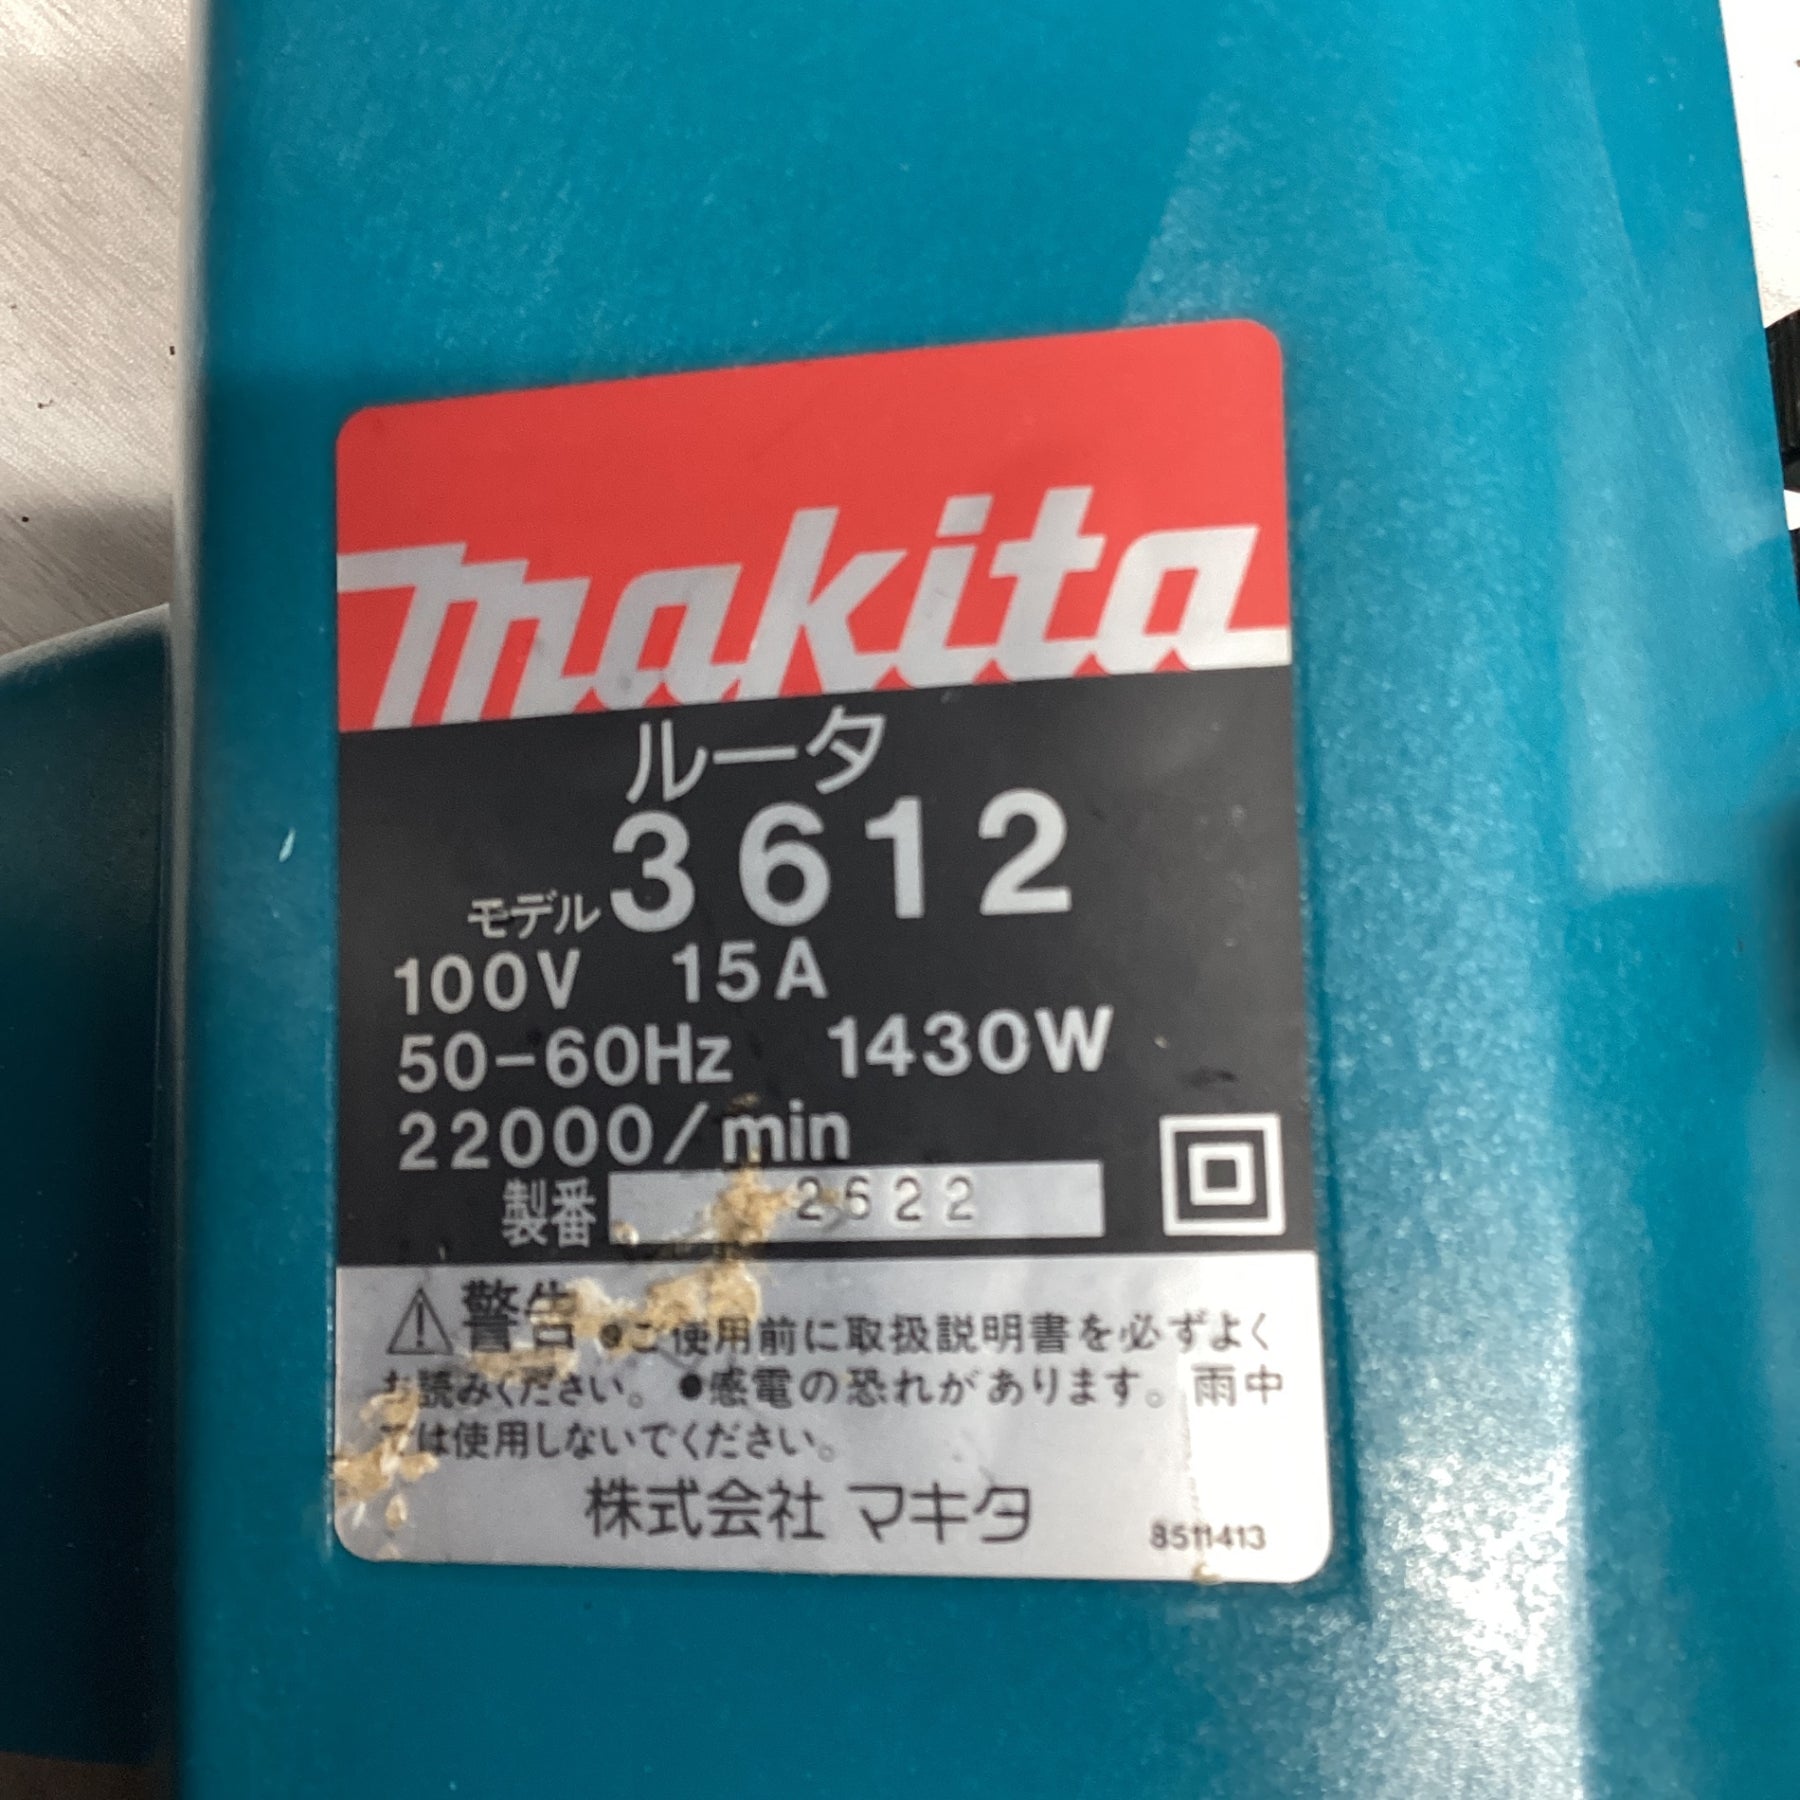 makita
ルータ
モデル 3612
100V 15A
50-60Hz 1430W
22000/min
製番 2622
警告 ●ご使用前に取扱説明書を必ずよく
お読みください。●感電の恐れがあります。雨中
では使用しないでください。
株式会社 マキタ
8511413